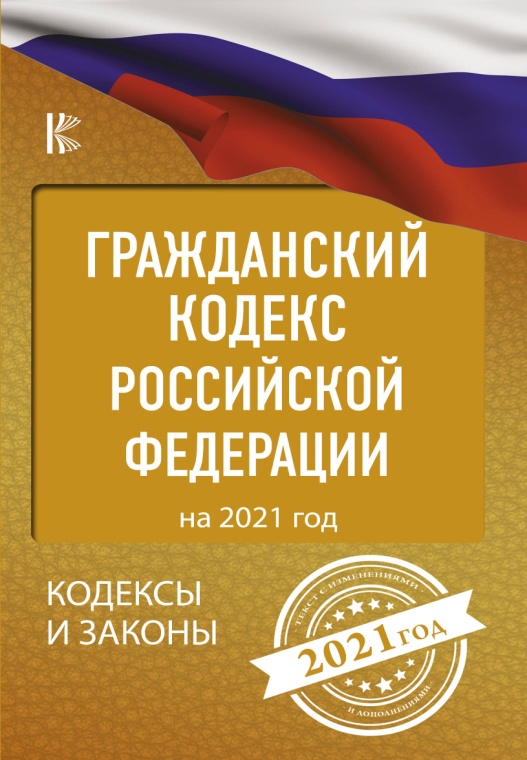 К
ГРАЖДАНСКИЙ
КОДЕКС
РОССИЙСКОЙ
ФЕДЕРАЦИИ
на 2021 год
КОДЕКСЫ
И ЗАКОНЫ
· ТЕКСТ С ИЗМЕНЕНИЯМИ ·
2021 ГОД
· И ДОПОЛНЕНИЯМИ ·